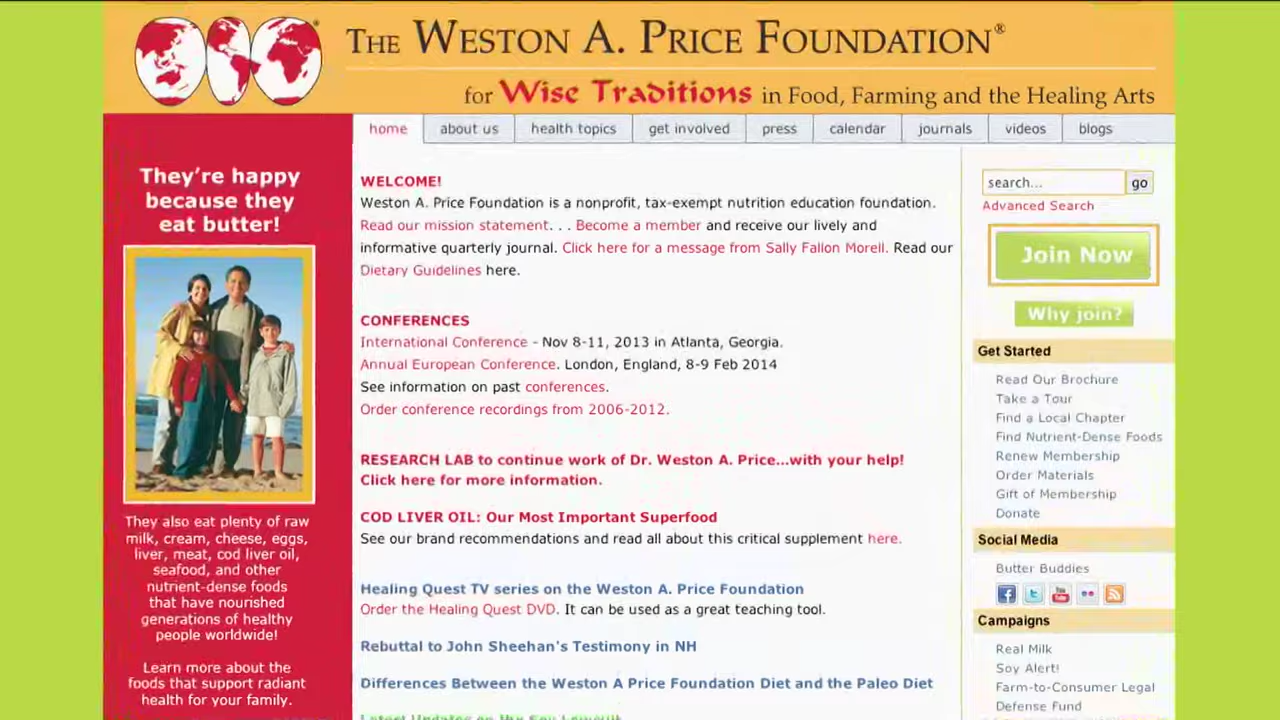 THE WESTON A. PRICE FOUNDATION®
for Wise Traditions in Food, Farming and the Healing Arts
home about us health topics get involved press calendar journals videos blogs
They're happy
because they
eat butter!
They also eat plenty of raw
milk, cream, cheese, eggs,
liver, meat, cod liver oil,
seafood, and other
nutrient-dense foods
that have nourished
generations of healthy
people worldwide!
Learn more about the
foods that support radiant
health for your family.
WELCOME!
Weston A. Price Foundation is a nonprofit, tax-exempt nutrition education foundation.
Read our mission statement. . . Become a member and receive our lively and
informative quarterly journal. Click here for a message from Sally Fallon Morell. Read our
Dietary Guidelines here.
CONFERENCES
International Conference - Nov 8-11, 2013 in Atlanta, Georgia.
Annual European Conference. London, England, 8-9 Feb 2014
See information on past conferences.
Order conference recordings from 2006-2012.
RESEARCH LAB to continue work of Dr. Weston A. Price...with your help!
Click here for more information.
COD LIVER OIL: Our Most Important Superfood
See our brand recommendations and read all about this critical supplement here.
Healing Quest TV series on the Weston A. Price Foundation
Order the Healing Quest DVD. It can be used as a great teaching tool.
Rebuttal to John Sheehan's Testimony in NH
Differences Between the Weston A Price Foundation Diet and the Paleo Diet
Latest Updates on the Soy Lawsuit
search... go
Advanced Search
Join Now
Why join?
Get Started
Read Our Brochure
Take a Tour
Find a Local Chapter
Find Nutrient-Dense Foods
Renew Membership
Order Materials
Gift of Membership
Donate
Social Media
Butter Buddies
Campaigns
Real Milk
Soy Alert!
Farm-to-Consumer Legal
Defense Fund